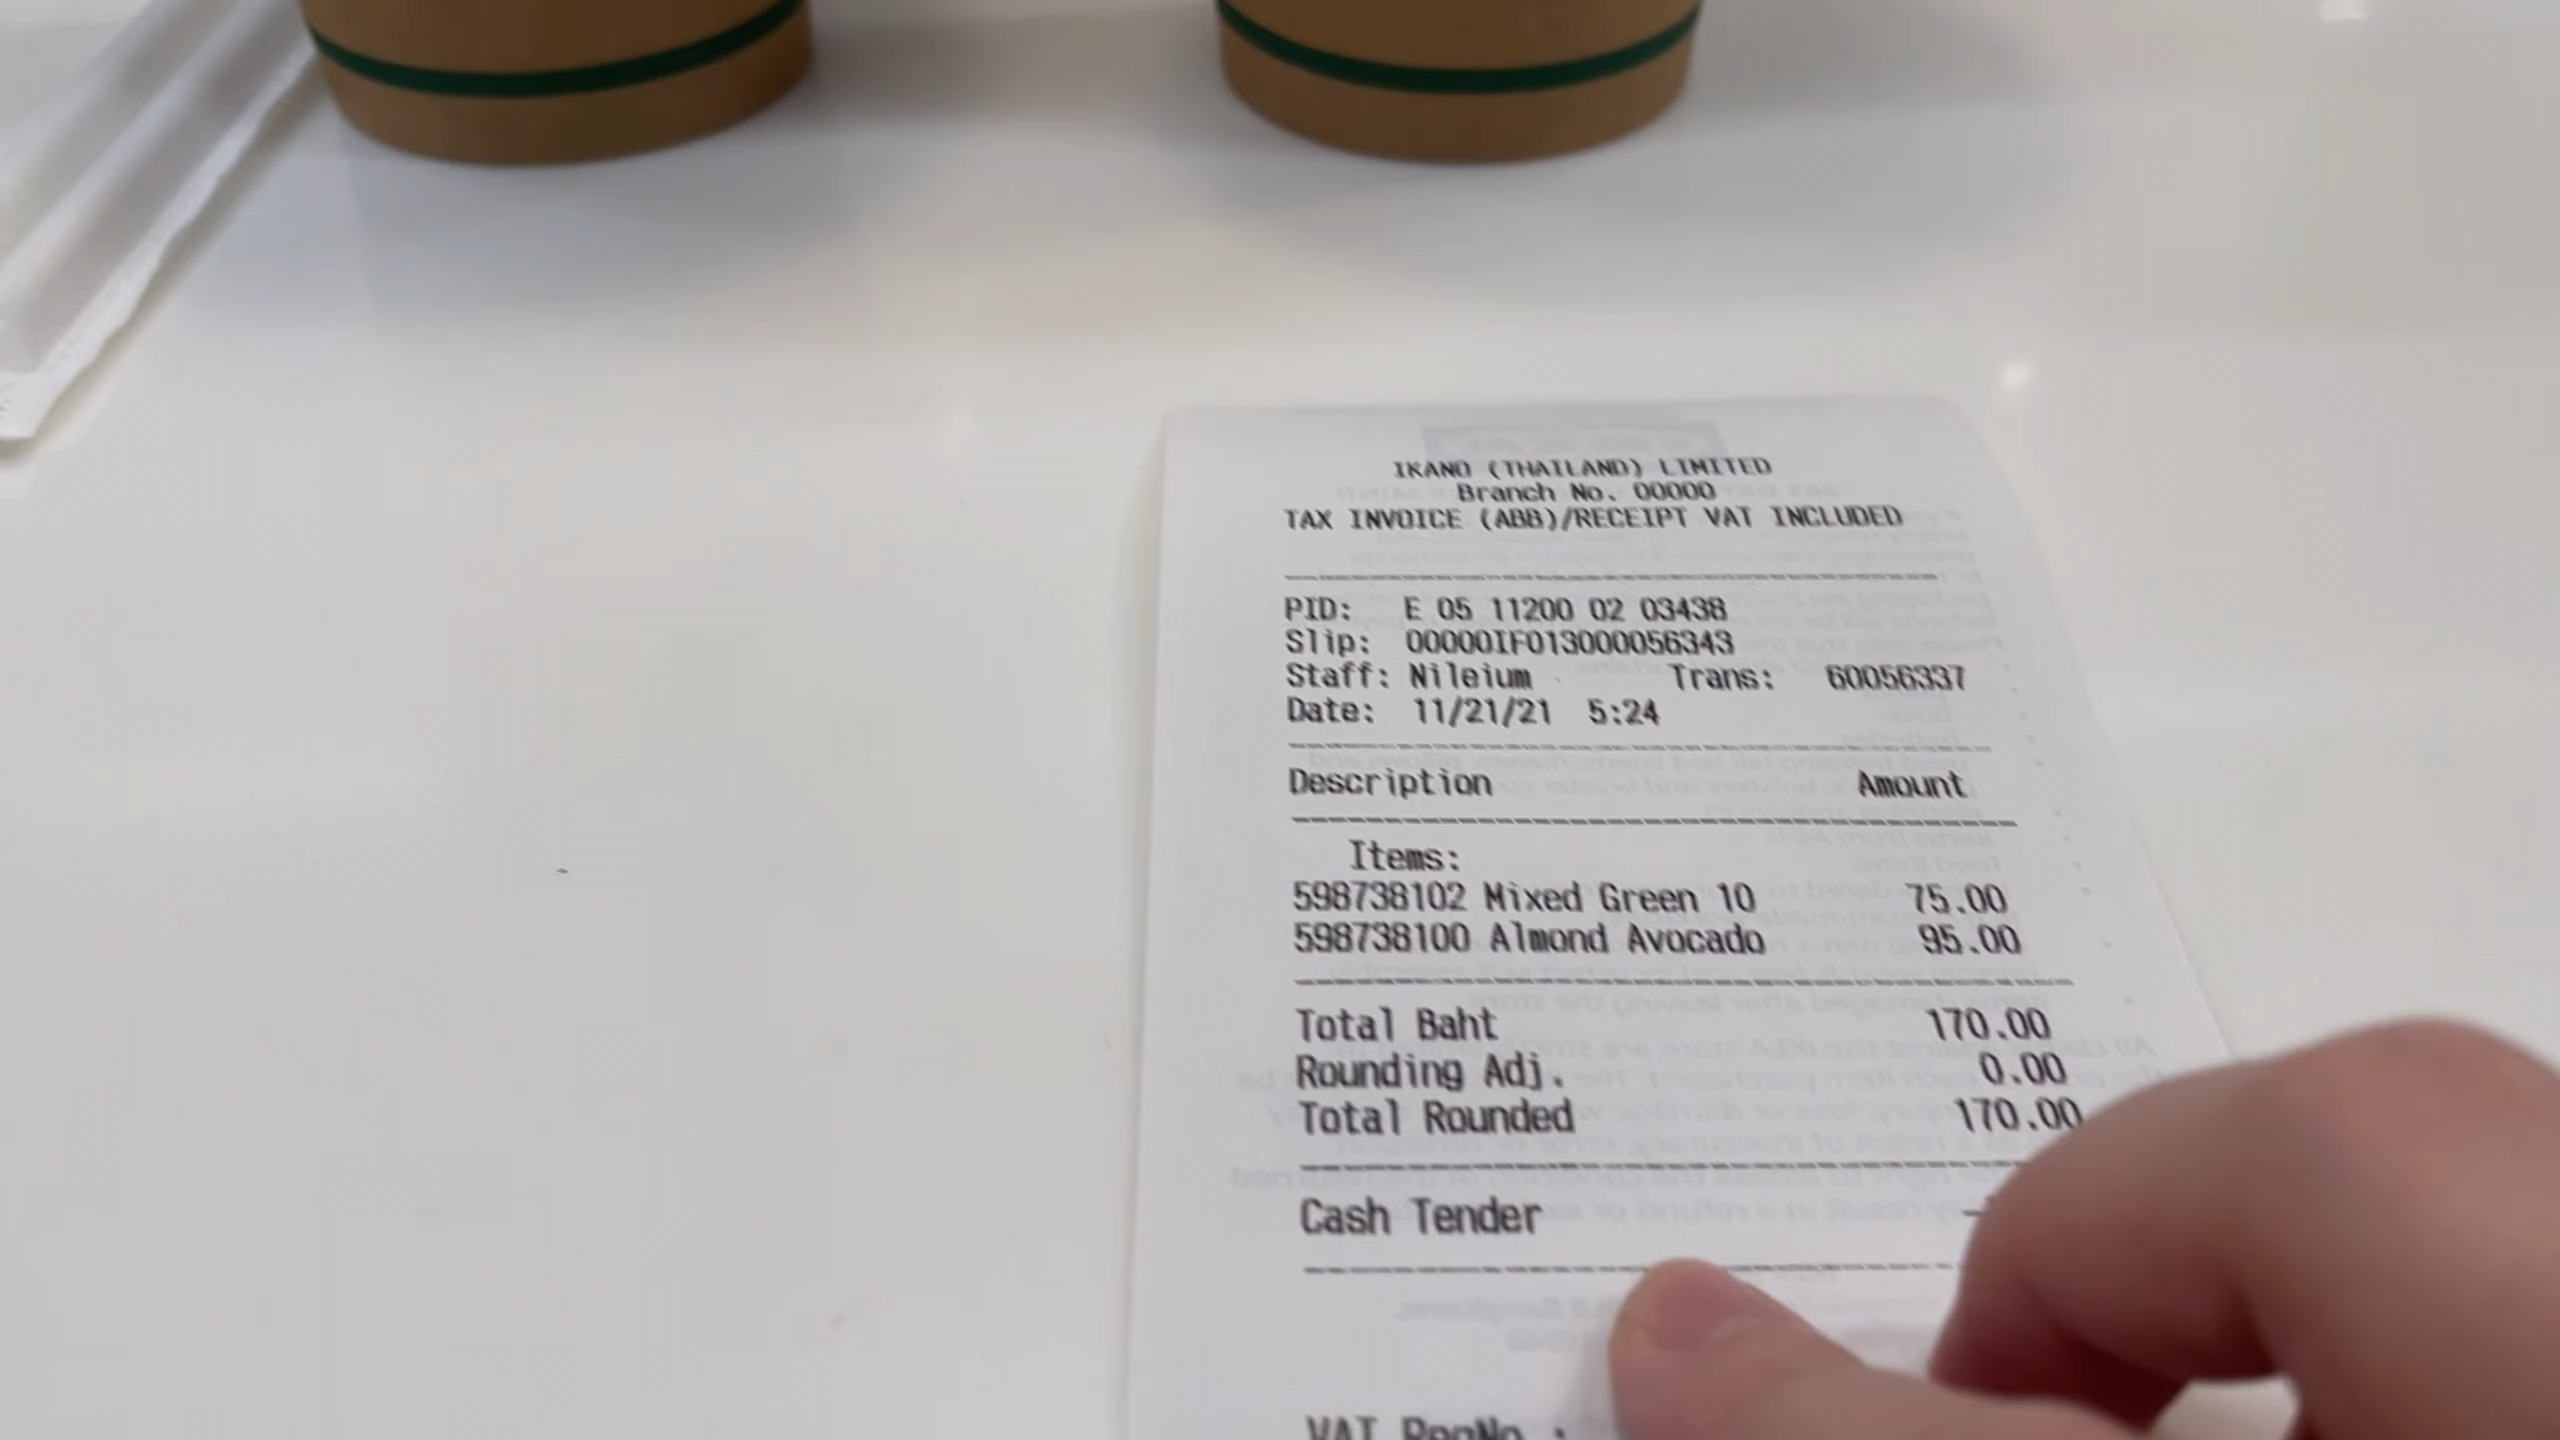 IKANO (THAILAND) LIMITED
Branch No. 00000
TAX INVOICE (ABB)/RECEIPT VAT INCLUDED
PID: E 05 11200 02 03438
Slip: 00000IF013000056343
Staff: Nileium Trans: 60056337
Date: 11/21/21 5:24
Description Amount
Items:
598738102 Mixed Green 10 75.00
598738100 Almond Avocado 95.00
Total Baht 170.00
Rounding Adj. 0.00
Total Rounded 170.00
Cash Tender
VAT RegNo :